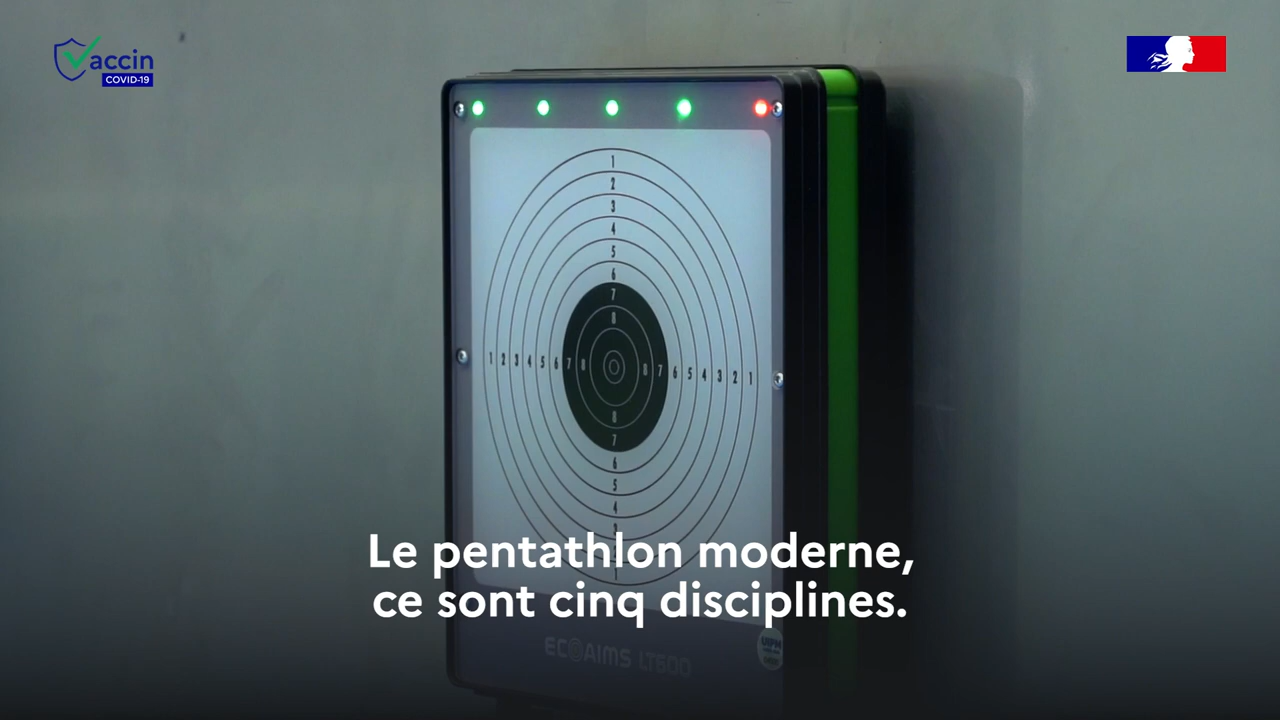 Vaccin
COVID-19
1
2
3
4
5
6
7
8
1 2 3 4 5 6 7 8 8 7 6 5 4 3 2 1
8
7
6
5
4
3
1
Le pentathlon moderne,
ce sont cinq disciplines.
ECOAIMS LT600
UIPM